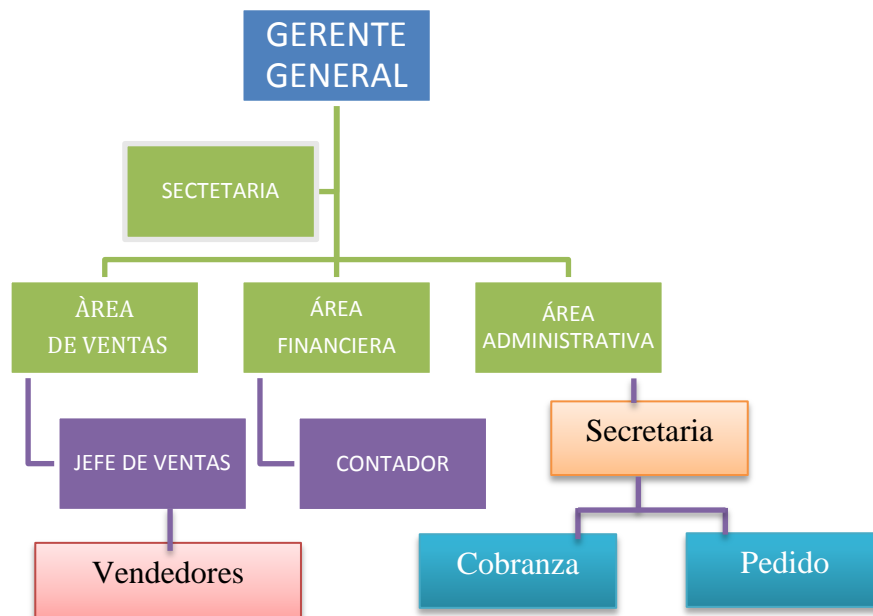 GERENTE
GENERAL
SECTETARIA
ÀREA
DE VENTAS
ÁREA
FINANCIERA
ÁREA
ADMINISTRATIVA
JEFE DE VENTAS
CONTADOR
Secretaria
Vendedores
Cobranza
Pedido